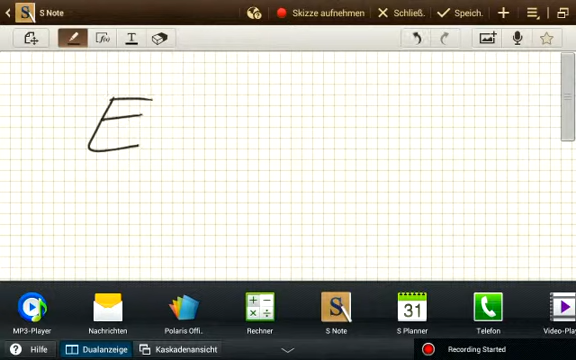 S Note Skizze aufnehmen Schließ. Speich.
f(x) T
E
31
MP3-Player Nachrichten Polaris Offi. Rechner S Note S Planner Telefon Video-Play
? Hilfe Dualanzeige Kaskadenansicht Recording Started